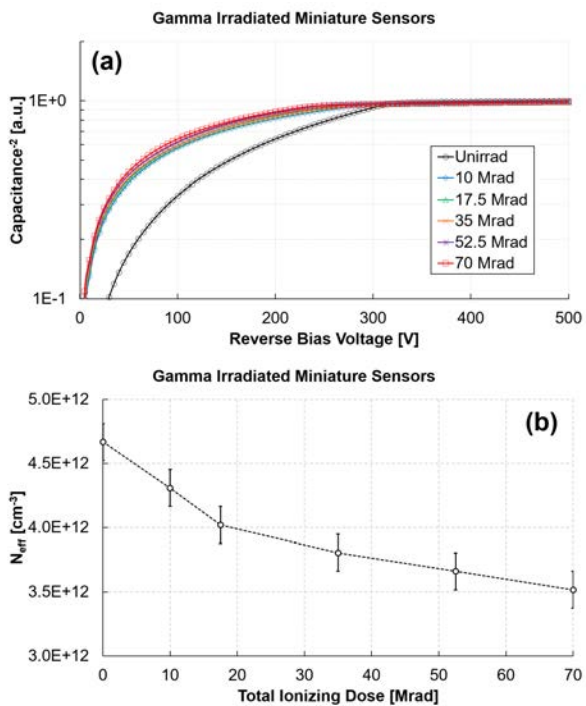 Gamma Irradiated Miniature Sensors
(a)
1E+0
1E-1
Capacitance⁻² [a.u.]
Unirrad
10 Mrad
17.5 Mrad
35 Mrad
52.5 Mrad
70 Mrad
0 100 200 300 400 500
Reverse Bias Voltage [V]
Gamma Irradiated Miniature Sensors
(b)
5.0E+12
4.5E+12
4.0E+12
3.5E+12
3.0E+12
Neff [cm⁻³]
0 10 20 30 40 50 60 70
Total Ionizing Dose [Mrad]